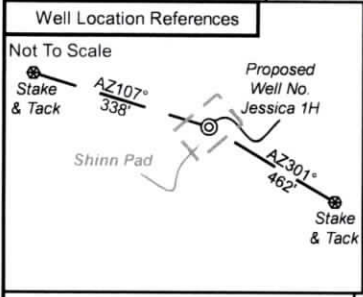 Well Location References
Not To Scale
Stake
& Tack
AZ107°
338'
Proposed
Well No.
Jessica 1H
Shinn Pad
AZ301°
462'
Stake
& Tack